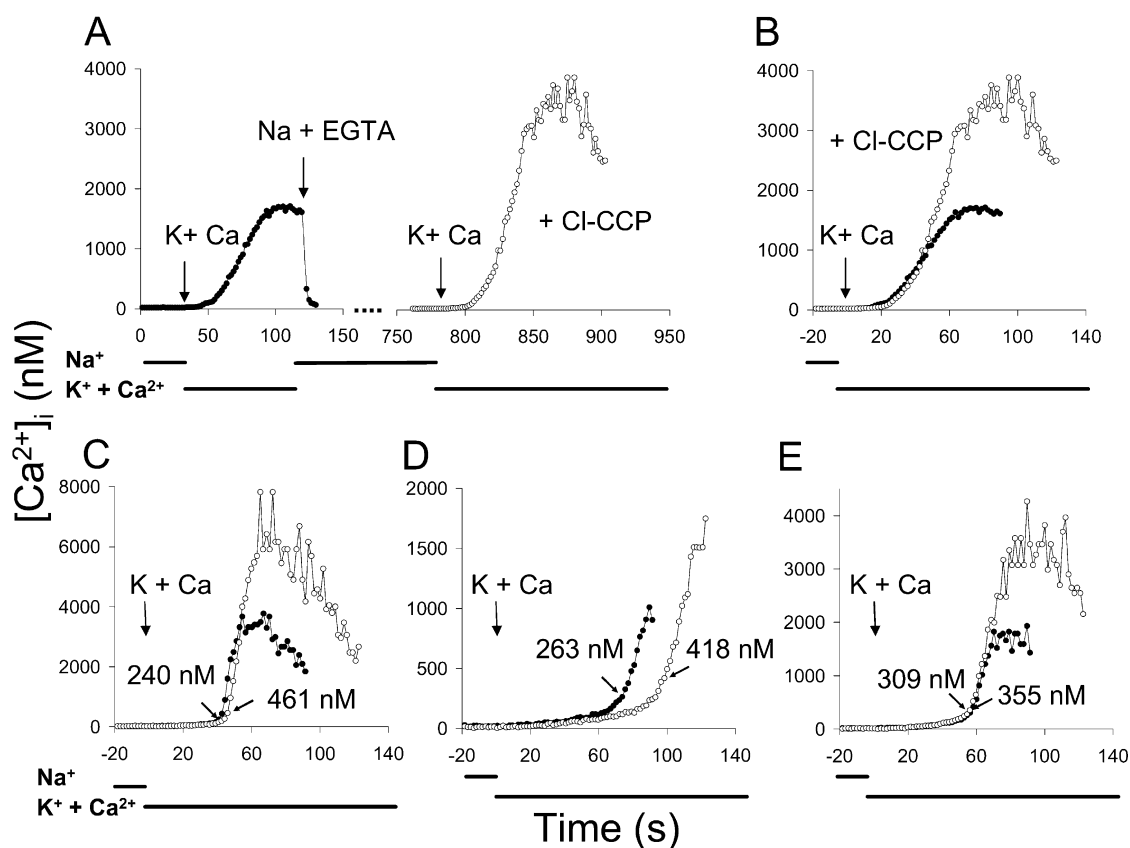 A
B
4000
3000
2000
1000
0
Na + EGTA
K+ Ca
K+ Ca
+ Cl-CCP
0 50 100 150 750 800 850 900 950
4000
3000
2000
1000
0
+ Cl-CCP
K+ Ca
-20 20 60 100 140
Na⁺
K⁺ + Ca²⁺
[Ca²⁺]ᵢ (nM)
C
D
E
8000
6000
4000
2000
0
K + Ca
240 nM
461 nM
-20 20 60 100 140
2000
1500
1000
500
0
K + Ca
263 nM
418 nM
-20 20 60 100 140
4000
3000
2000
1000
0
K + Ca
309 nM
355 nM
-20 20 60 100 140
Na⁺
K⁺ + Ca²⁺
Time (s)